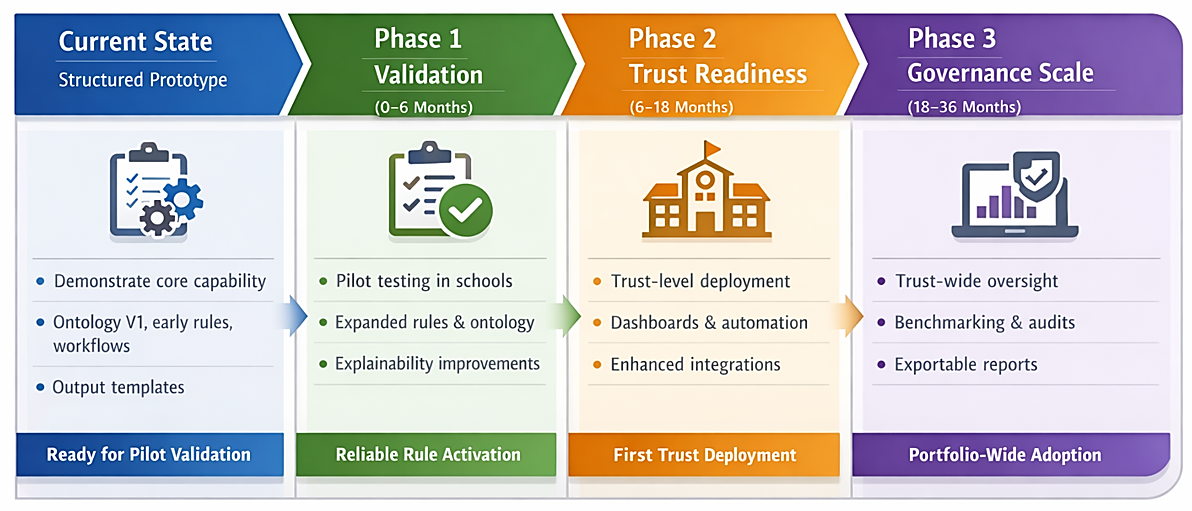 Current State
Structured Prototype
Phase 1
Validation
(0–6 Months)
Phase 2
Trust Readiness
(6–18 Months)
Phase 3
Governance Scale
(18–36 Months)
• Demonstrate core capability
• Ontology V1, early rules,
workflows
• Output templates
Ready for Pilot Validation
• Pilot testing in schools
• Expanded rules & ontology
• Explainability improvements
Reliable Rule Activation
• Trust-level deployment
• Dashboards & automation
• Enhanced integrations
First Trust Deployment
• Trust-wide oversight
• Benchmarking & audits
• Exportable reports
Portfolio-Wide Adoption